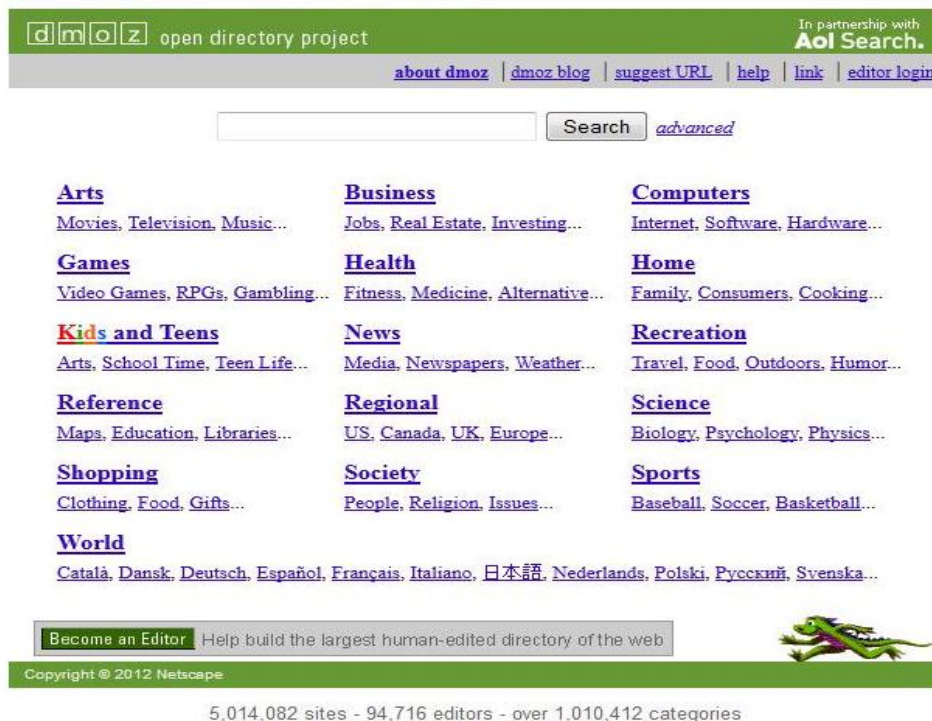 dmoz open directory project
In partnership with
Aol Search.
about dmoz | dmoz blog | suggest URL | help | link | editor login
Search advanced
Arts Business Computers
Movies, Television, Music... Jobs, Real Estate, Investing... Internet, Software, Hardware...
Games Health Home
Video Games, RPGs, Gambling... Fitness, Medicine, Alternative... Family, Consumers, Cooking...
Kids and Teens News Recreation
Arts, School Time, Teen Life... Media, Newspapers, Weather... Travel, Food, Outdoors, Humor...
Reference Regional Science
Maps, Education, Libraries... US, Canada, UK, Europe... Biology, Psychology, Physics...
Shopping Society Sports
Clothing, Food, Gifts... People, Religion, Issues... Baseball, Soccer, Basketball...
World
Català, Dansk, Deutsch, Español, Français, Italiano, 日本語, Nederlands, Polski, Русский, Svenska...
Become an Editor Help build the largest human-edited directory of the web
Copyright © 2012 Netscape
5,014,082 sites - 94,716 editors - over 1,010,412 categories